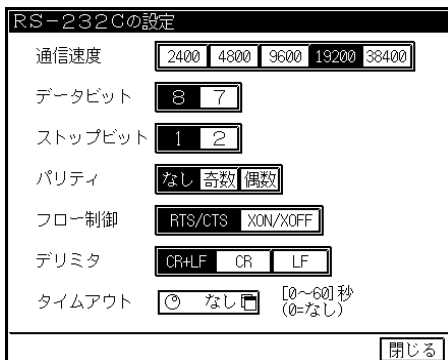 RS-232Cの設定
通信速度 2400 4800 9600 19200 38400
データビット 8 7
ストップビット 1 2
パリティ なし 奇数 偶数
フロー制御 RTS/CTS XON/XOFF
デリミタ CR+LF CR LF
タイムアウト なし [0~60]秒
(0=なし)
閉じる